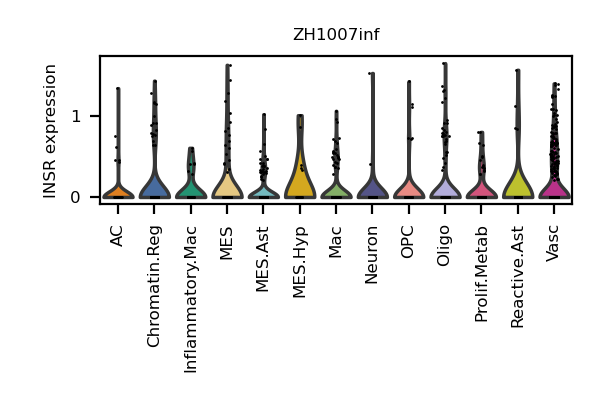 ZH1007inf
INSR expression
1
0
AC
Chromatin.Reg
Inflammatory.Mac
MES
MES.Ast
MES.Hyp
Mac
Neuron
OPC
Oligo
Prolif.Metab
Reactive.Ast
Vasc